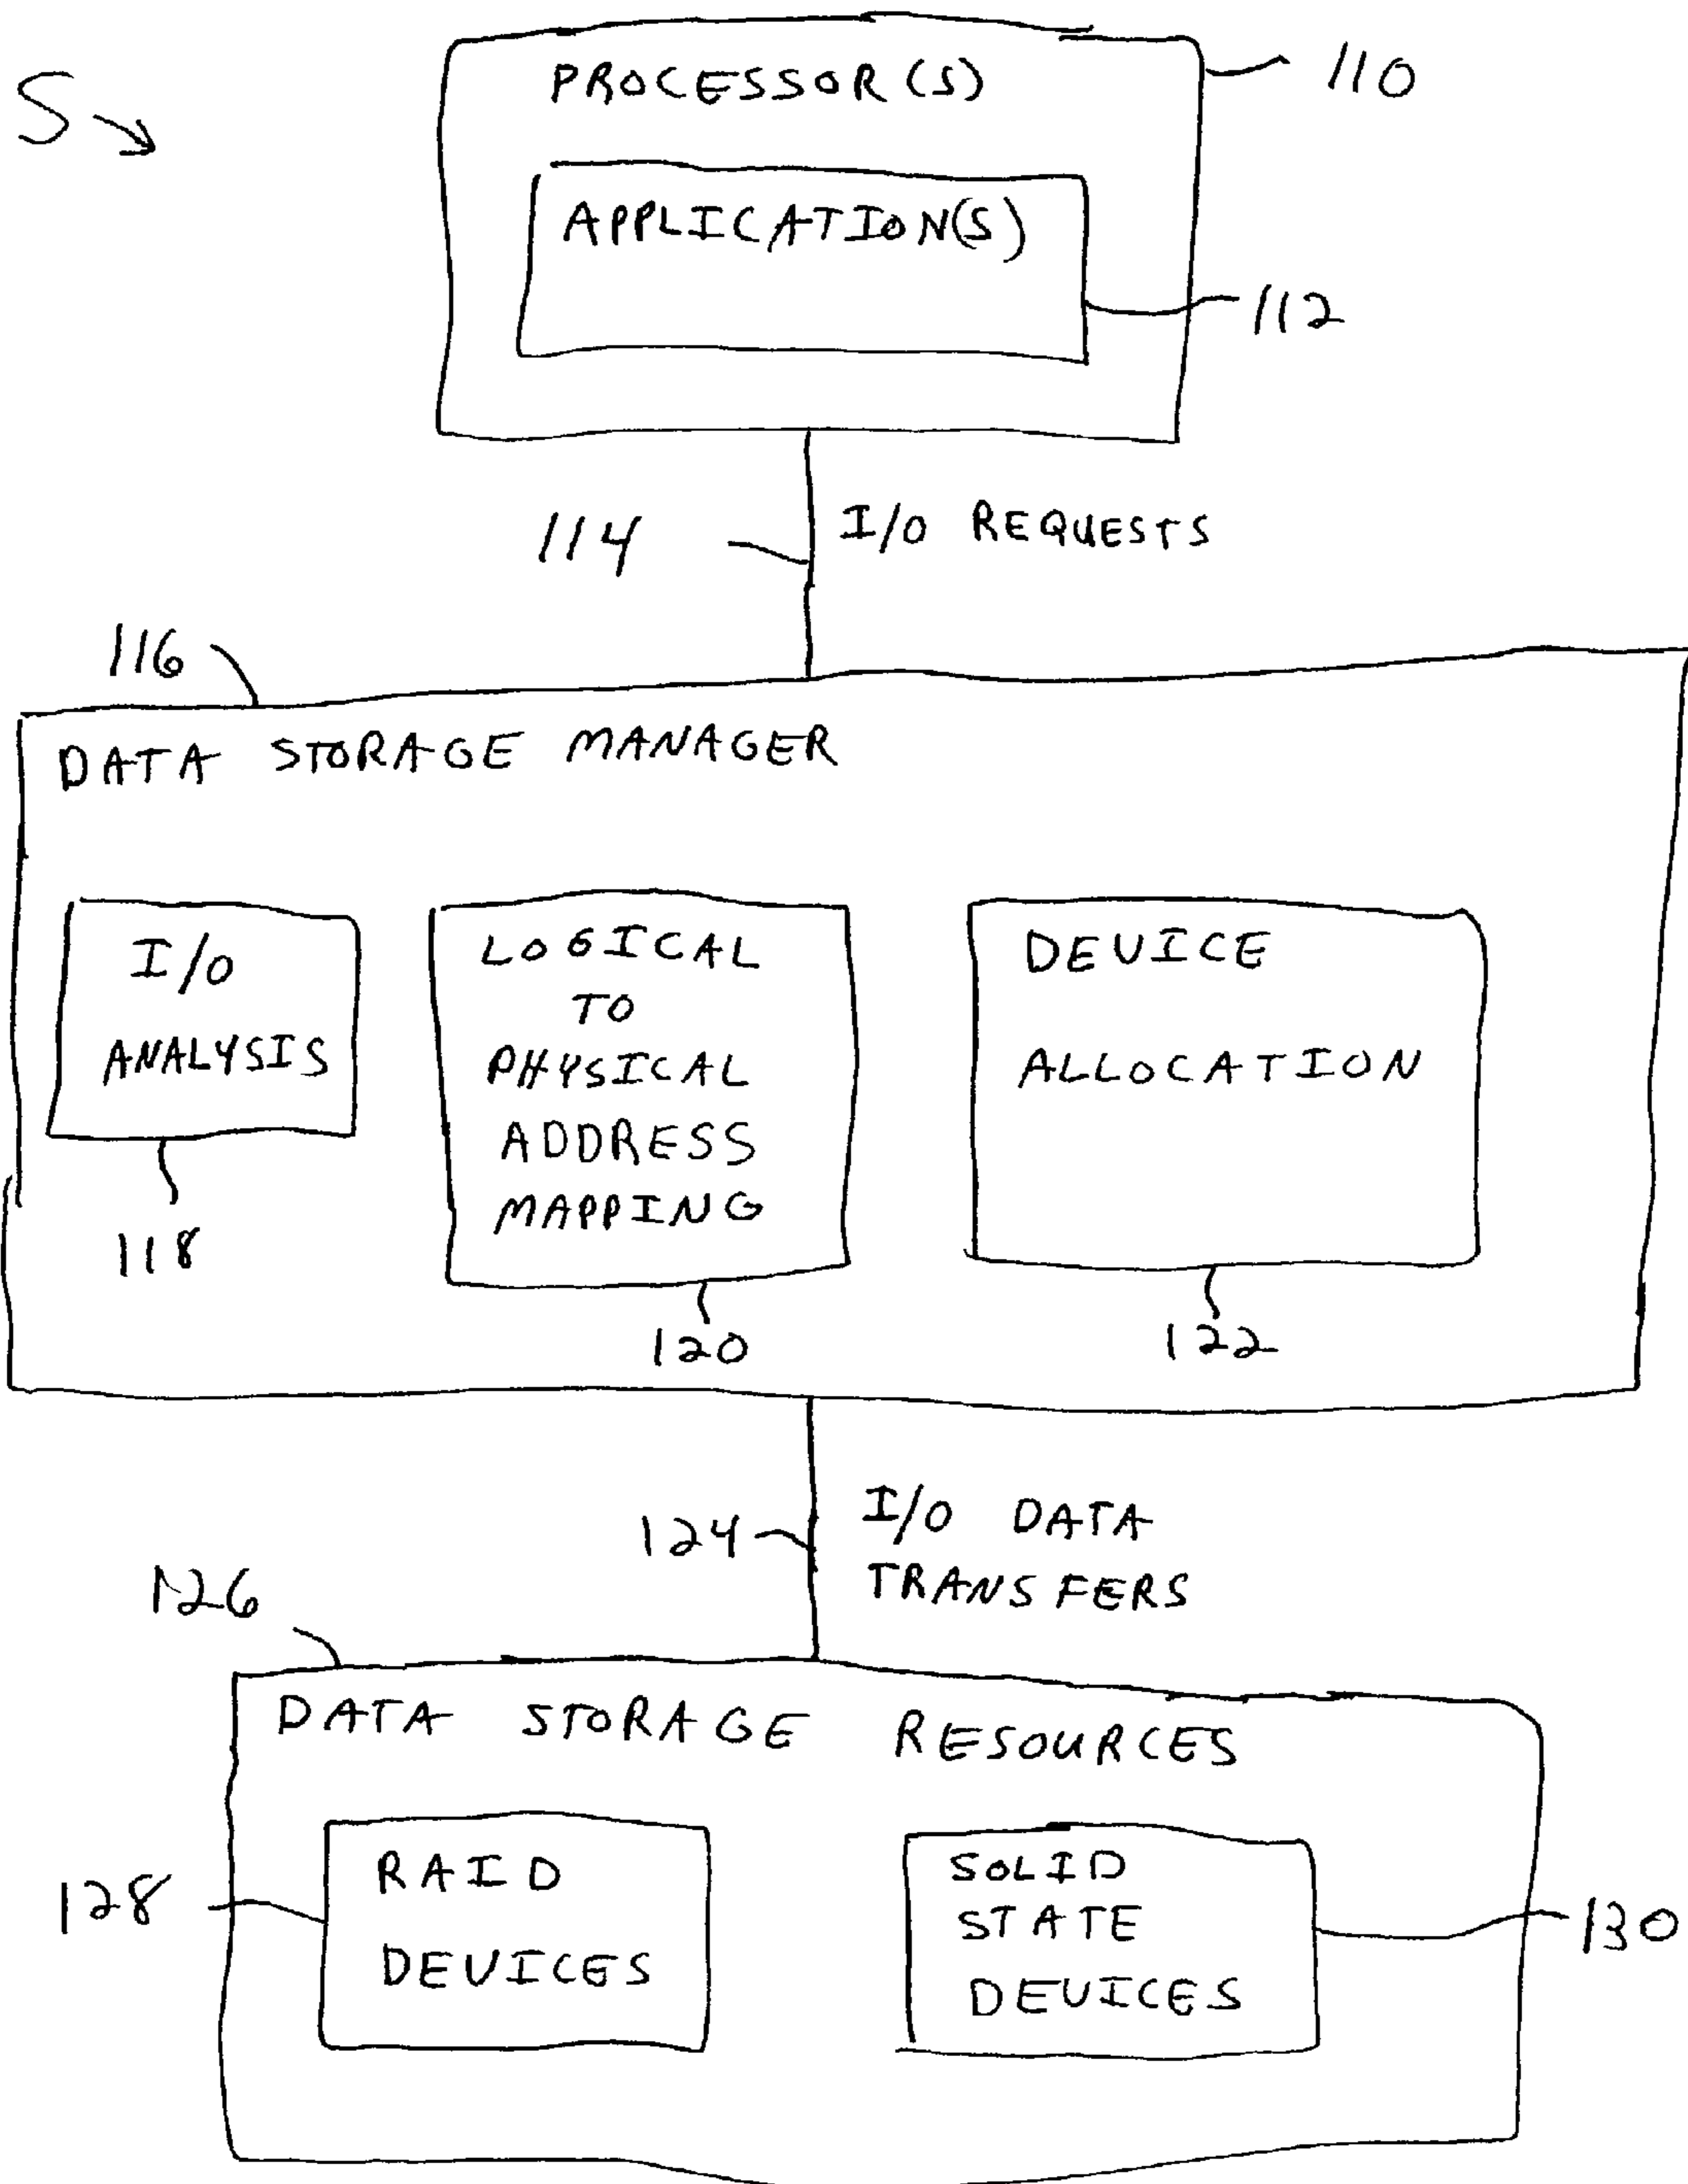 S
PROCESSOR(S)
110
APPLICATION(S)
112
114
I/O REQUESTS
116
DATA STORAGE MANAGER
I/O
ANALYSIS
118
LOGICAL
TO
PHYSICAL
ADDRESS
MAPPING
120
DEVICE
ALLOCATION
122
124
I/O DATA
TRANSFERS
126
DATA STORAGE RESOURCES
RAID
DEVICES
128
SOLID
STATE
DEVICES
130